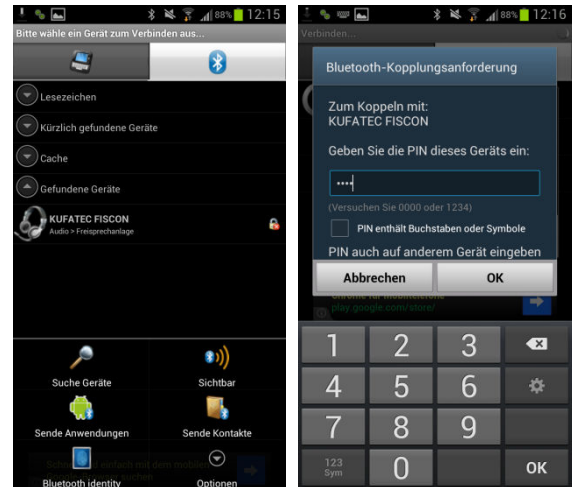 88% 12:15
Bitte wähle ein Gerät zum Verbinden aus...
Lesezeichen
Kürzlich gefundene Geräte
Cache
Gefundene Geräte
KUFATEC FISCON
Audio > Freisprechanlage
Suche Geräte
Sichtbar
Sende Anwendungen
Sende Kontakte
Bluetooth identity
Optionen
88% 12:16
Verbinden...
Bluetooth-Kopplungsanforderung
Zum Koppeln mit:
KUFATEC FISCON
Geben Sie die PIN dieses Geräts ein:
••••
(Versuchen Sie 0000 oder 1234)
PIN enthält Buchstaben oder Symbole
PIN auch auf anderem Gerät eingeben
Abbrechen OK
play.google.com/store/
1 2 3
4 5 6
7 8 9
123
Sym
0 OK